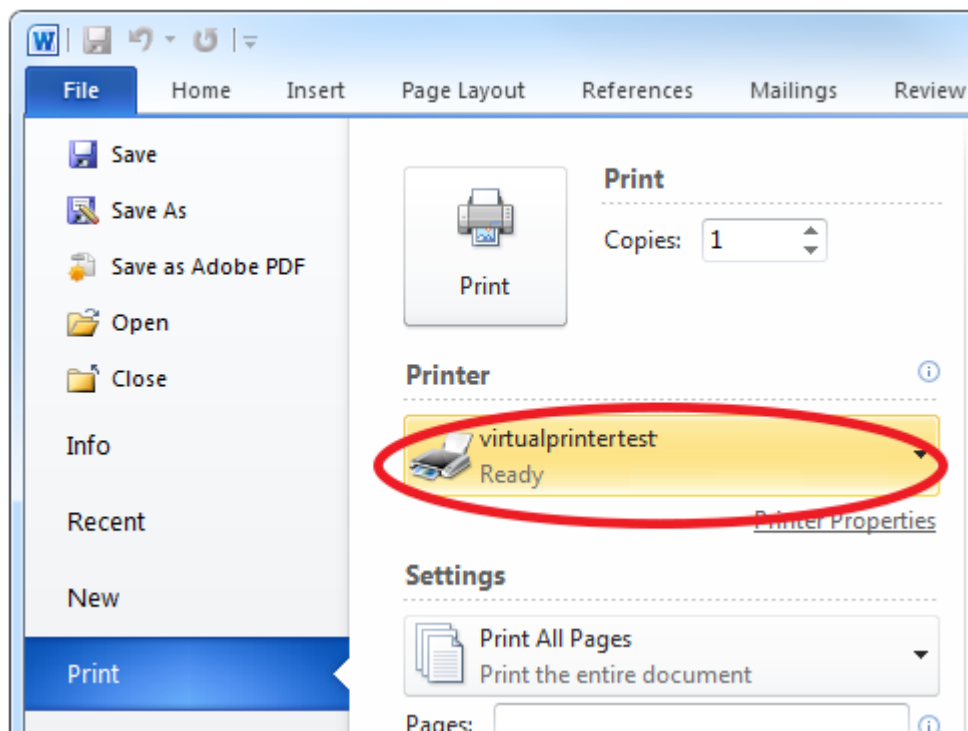 W
File Home Insert Page Layout References Mailings Review
Save
Save As
Save as Adobe PDF
Open
Close
Info
Recent
New
Print
Print
Print
Copies: 1
Printer
virtualprintertest
Ready
Printer Properties
Settings
Print All Pages
Print the entire document
Pages: